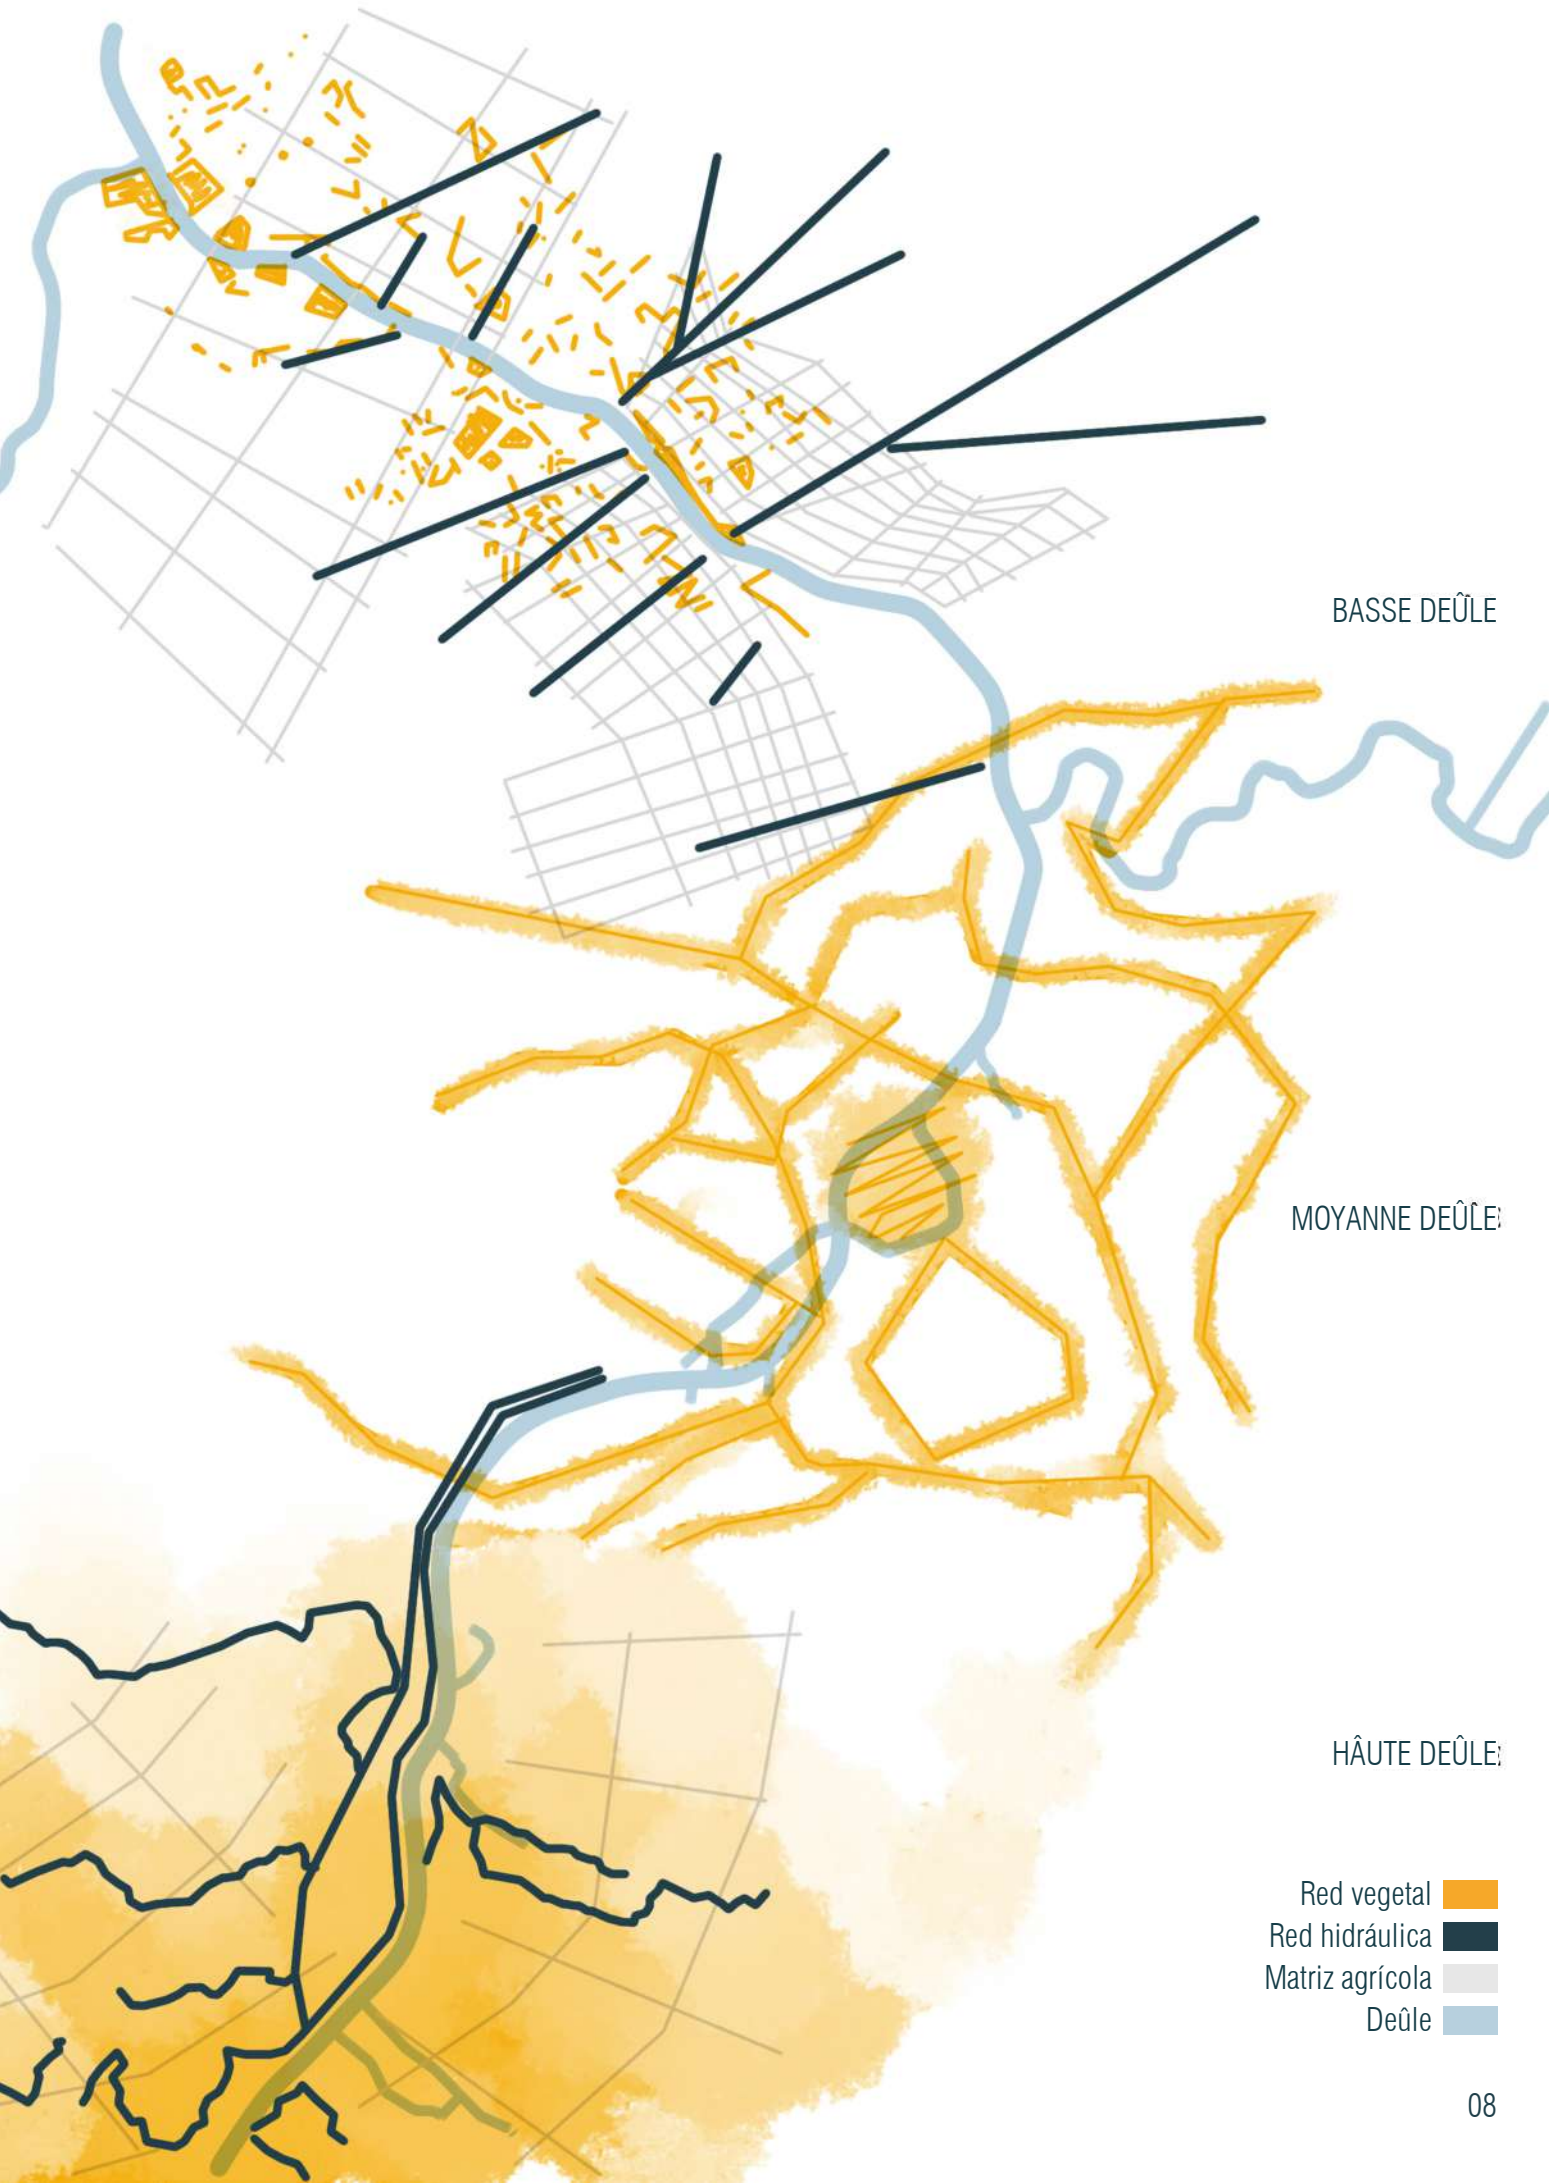 BASSE DEÛLE
MOYANNE DEÛLE
HÂUTE DEÛLE
Red vegetal
Red hidráulica
Matriz agrícola
Deûle
08